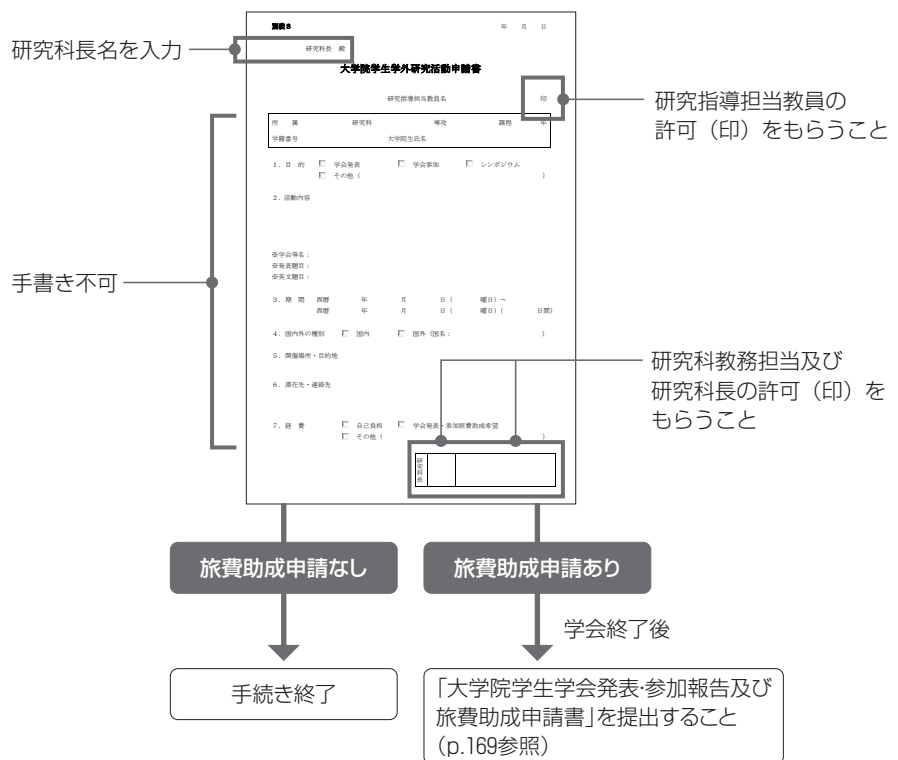 別表8
年 月 日
研究科長 殿
研究科長名を入力
大学院学生学外研究活動申請書
研究指導担当教員名 印
研究指導担当教員の
許可（印）をもらうこと
所 属 研究科 専攻 課程 年
学籍番号 大学院生氏名
1．目 的 □ 学会発表 □ 学会参加 □ シンポジウム
□ その他（ ）
2．活動内容
手書き不可
※学会等名：
※発表題目：
※英文題目：
3．期 間 西暦 年 月 日（ 曜日）～
西暦 年 月 日（ 曜日）（ 日間）
4．国内外の種別 □ 国内 □ 国外（国名： ）
5．開催場所・目的地
6．滞在先・連絡先
研究科教務担当及び
研究科長の許可（印）を
もらうこと
7．経 費 □ 自己負担 □ 学会発表・参加旅費助成希望
□ その他（ ）
研究科長
旅費助成申請なし
旅費助成申請あり
学会終了後
手続き終了
「大学院学生学会発表・参加報告及び
旅費助成申請書」を提出すること
（p.169参照）